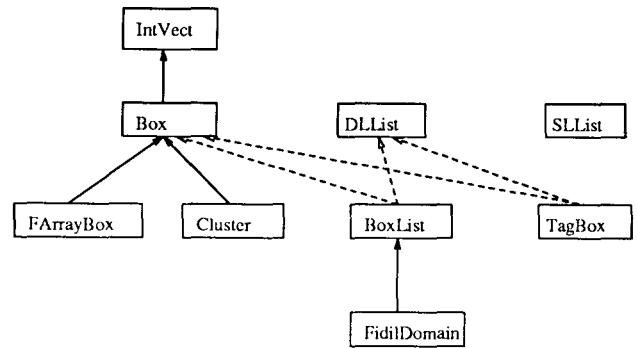 IntVect
Box
DLList
SLList
FArrayBox
Cluster
BoxList
TagBox
FidilDomain